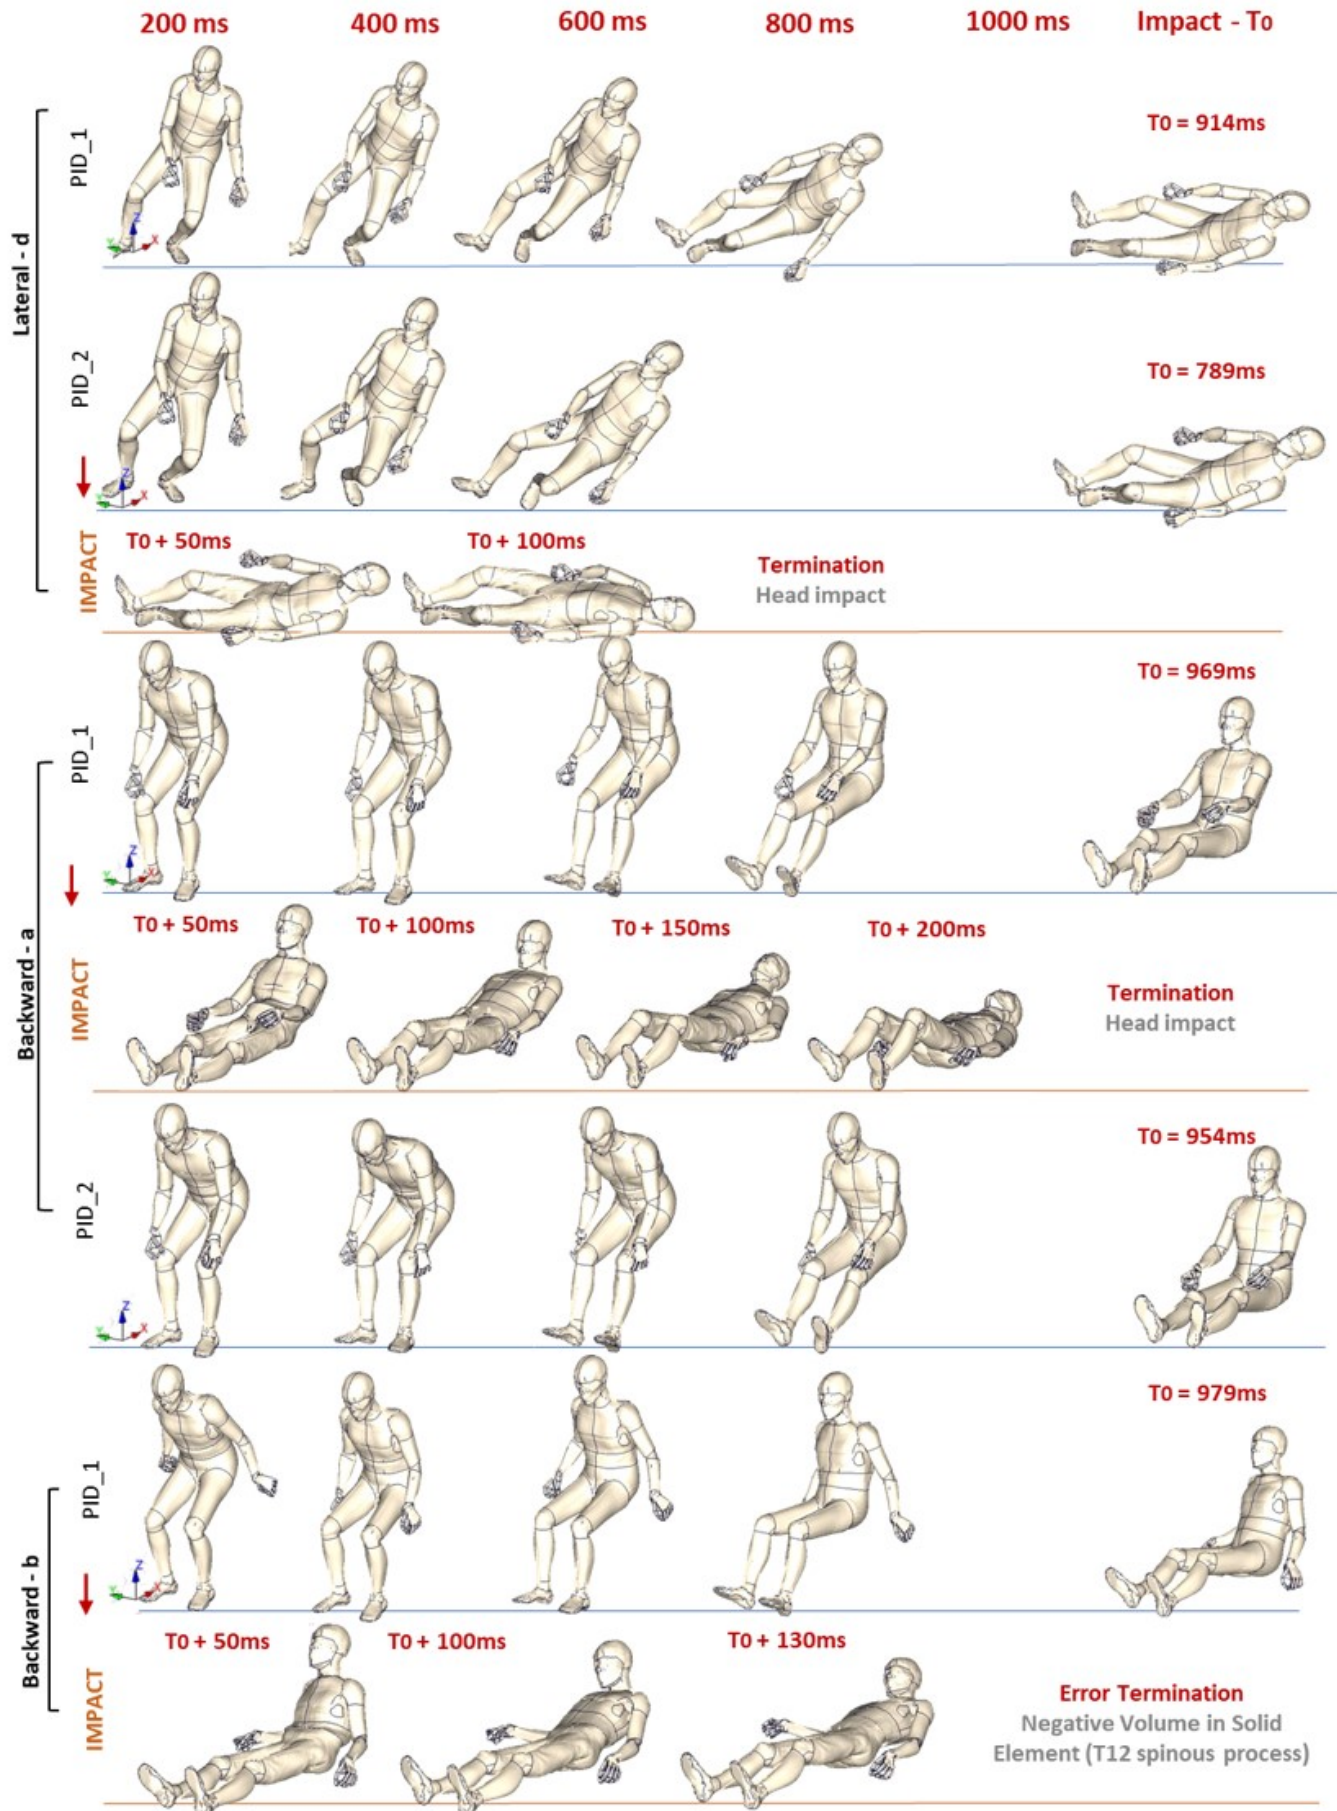 200 ms 400 ms 600 ms 800 ms 1000 ms Impact - T0
Lateral - d
PID_1
T0 = 914ms
Z
Y X
PID_2
T0 = 789ms
Z
Y X
IMPACT
T0 + 50ms T0 + 100ms
Termination
Head impact
Backward - a
PID_1
T0 = 969ms
Z
Y X
IMPACT
T0 + 50ms T0 + 100ms T0 + 150ms T0 + 200ms
Termination
Head impact
PID_2
T0 = 954ms
Z
Y X
Backward - b
PID_1
T0 = 979ms
Z
Y X
IMPACT
T0 + 50ms T0 + 100ms T0 + 130ms
Error Termination
Negative Volume in Solid
Element (T12 spinous process)